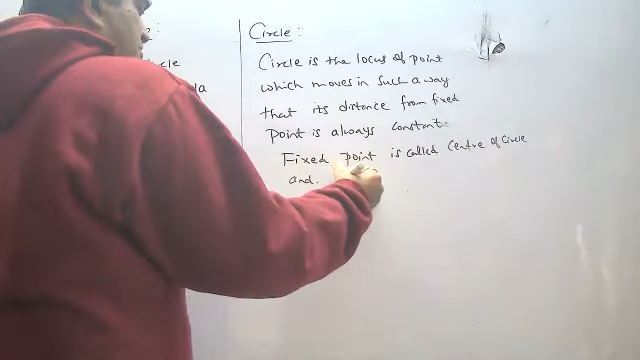 Circle:
Circle is the locus of point
which moves in such a way
that its distance from fixed
point is always constant.
Fixed point is called Centre of Circle
and.